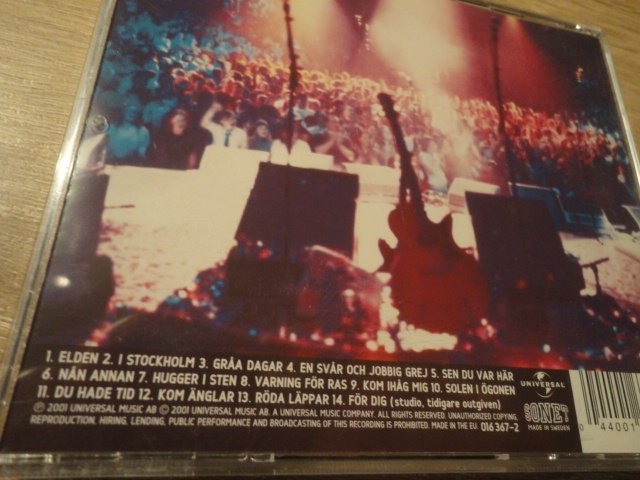 1. ELDEN 2. I STOCKHOLM 3. GRÅA DAGAR 4. EN SVÅR OCH JOBBIG GREJ 5. SEN DU VAR HÄR
6. NÅN ANNAN 7. HUGGER I STEN 8. VARNING FÖR RAS 9. KOM IHÅG MIG 10. SOLEN I ÖGONEN
11. DU HADE TID 12. KOM ÄNGLAR 13. RÖDA LÄPPAR 14. FÖR DIG (studio, tidigare outgiven)
℗ 2001 UNIVERSAL MUSIC AB © 2001 UNIVERSAL MUSIC AB. A UNIVERSAL MUSIC COMPANY. ALL RIGHTS RESERVED. UNAUTHORIZED COPYING,
REPRODUCTION, HIRING, LENDING, PUBLIC PERFORMANCE AND BROADCASTING OF THIS RECORDING IS PROHIBITED. MADE IN THE EU. 016 367-2
UNIVERSAL
SONET
MADE IN SWEDEN
0 44001